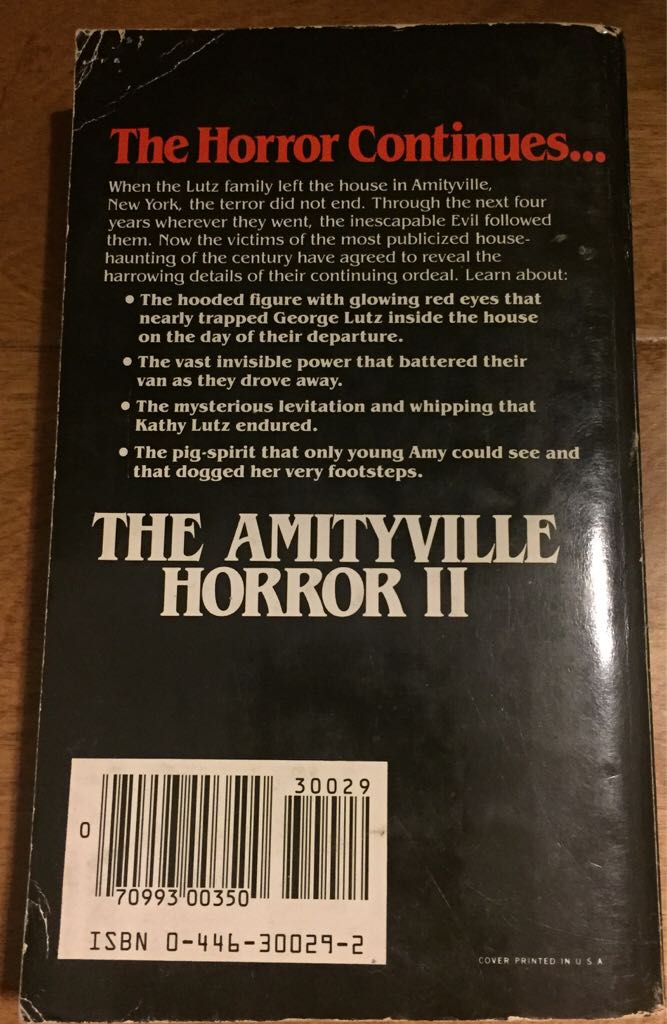 The Horror Continues...
When the Lutz family left the house in Amityville,
New York, the terror did not end. Through the next four
years wherever they went, the inescapable Evil followed
them. Now the victims of the most publicized house-
haunting of the century have agreed to reveal the
harrowing details of their continuing ordeal. Learn about:
• The hooded figure with glowing red eyes that
nearly trapped George Lutz inside the house
on the day of their departure.
• The vast invisible power that battered their
van as they drove away.
• The mysterious levitation and whipping that
Kathy Lutz endured.
• The pig-spirit that only young Amy could see and
that dogged her very footsteps.
THE AMITYVILLE
HORROR II
30029
0
70993 00350
ISBN 0-446-30029-2
COVER PRINTED IN U S A